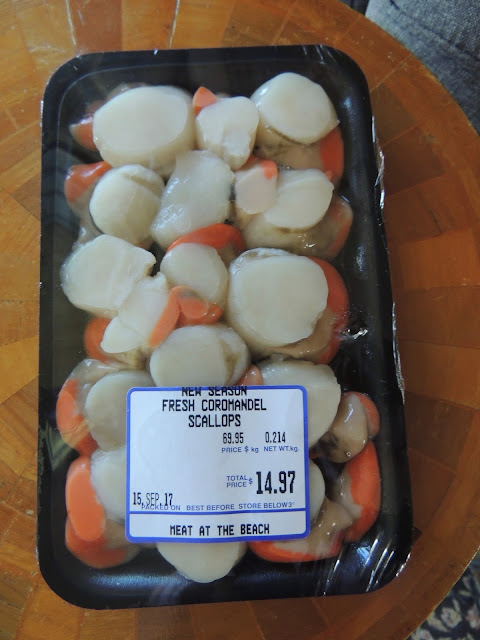 NEW SEASON
FRESH COROMANDEL
SCALLOPS
69.95 0.214
PRICE $ kg NET WT.kg
TOTAL PRICE $ 14.97
15.SEP.17
PACKED ON BEST BEFORE STORE BELOW3°
MEAT AT THE BEACH